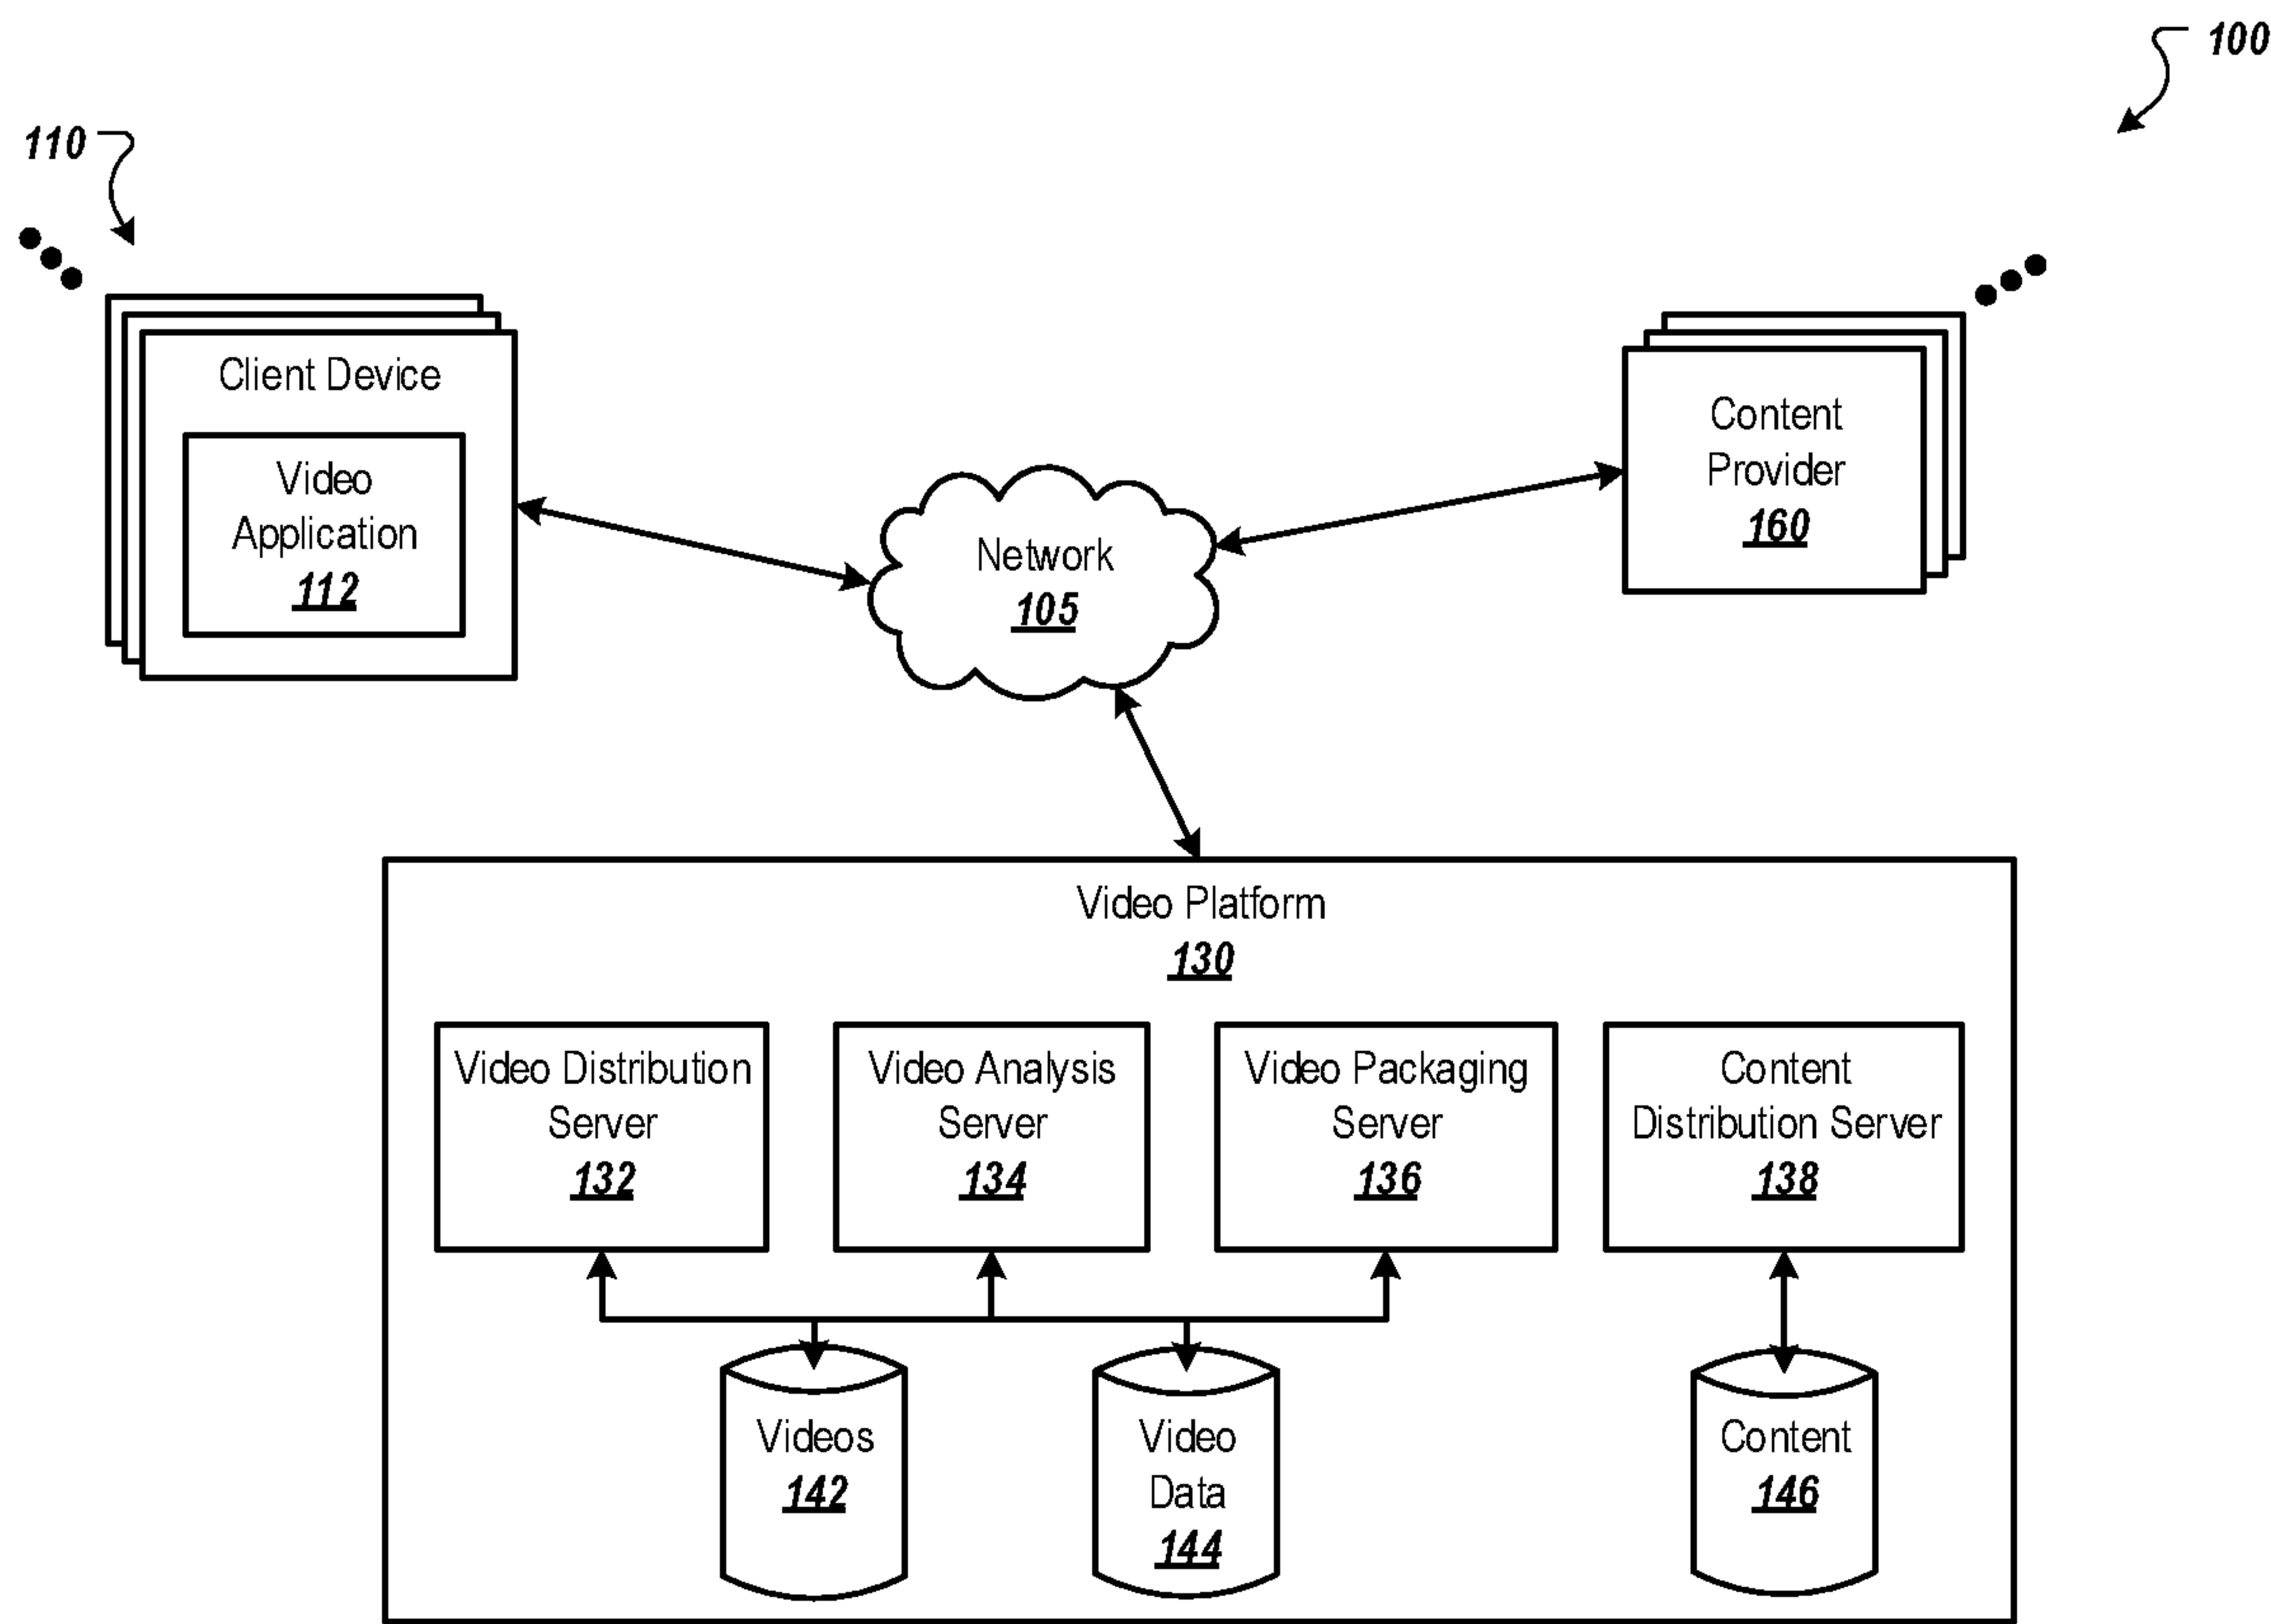 100
110
Client Device
Video
Application
112
Content
Provider
160
Network
105
Video Platform
130
Video Distribution
Server
132
Video Analysis
Server
134
Video Packaging
Server
136
Content
Distribution Server
138
Videos
142
Video
Data
144
Content
146